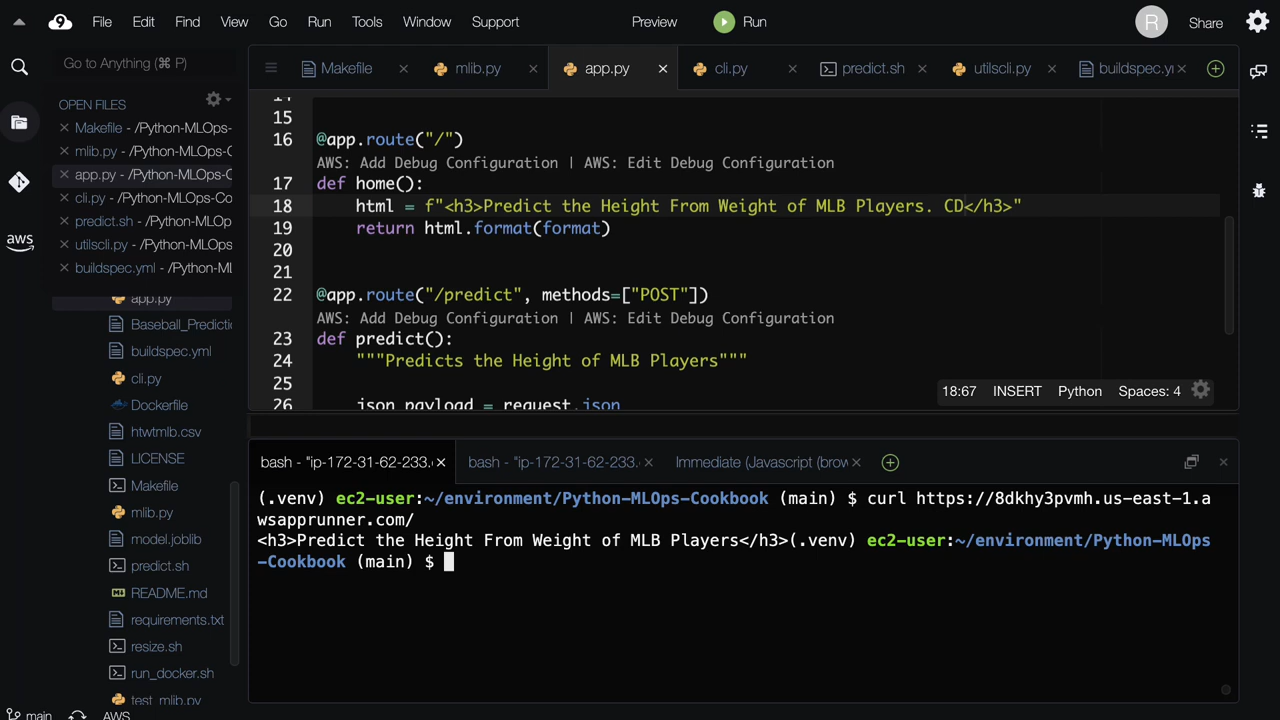 File Edit Find View Go Run Tools Window Support Preview Run R Share
9
Go to Anything (⌘ P)
Makefile
mlib.py
app.py
cli.py
predict.sh
utilscli.py
buildspec.yı
OPEN FILES
Makefile - /Python-MLOps-
mlib.py - /Python-MLOps-C
app.py - /Python-MLOps-C
cli.py - /Python-MLOps-Co
predict.sh - /Python-MLOp
utilscli.py - /Python-MLOps
buildspec.yml - /Python-ML
aws
app.py
Baseball_Predictic
buildspec.yml
cli.py
Dockerfile
htwtmlb.csv
LICENSE
Makefile
mlib.py
model.joblib
predict.sh
README.md
requirements.txt
resize.sh
run_docker.sh
test_mlib.py
main AWS
14
15
16 @app.route("/")
AWS: Add Debug Configuration | AWS: Edit Debug Configuration
17 def home():
18 html = f"<h3>Predict the Height From Weight of MLB Players. CD</h3>"
19 return html.format(format)
20
21
22 @app.route("/predict", methods=["POST"])
AWS: Add Debug Configuration | AWS: Edit Debug Configuration
23 def predict():
24 """Predicts the Height of MLB Players"""
25
26 json_payload = request.json
18:67 INSERT Python Spaces: 4
bash - "ip-172-31-62-233.
bash - "ip-172-31-62-233.
Immediate (Javascript (brow
(.venv) ec2-user:~/environment/Python-MLOps-Cookbook (main) $ curl https://8dkhy3pvmh.us-east-1.a
wsapprunner.com/
<h3>Predict the Height From Weight of MLB Players</h3>(.venv) ec2-user:~/environment/Python-MLOps
-Cookbook (main) $